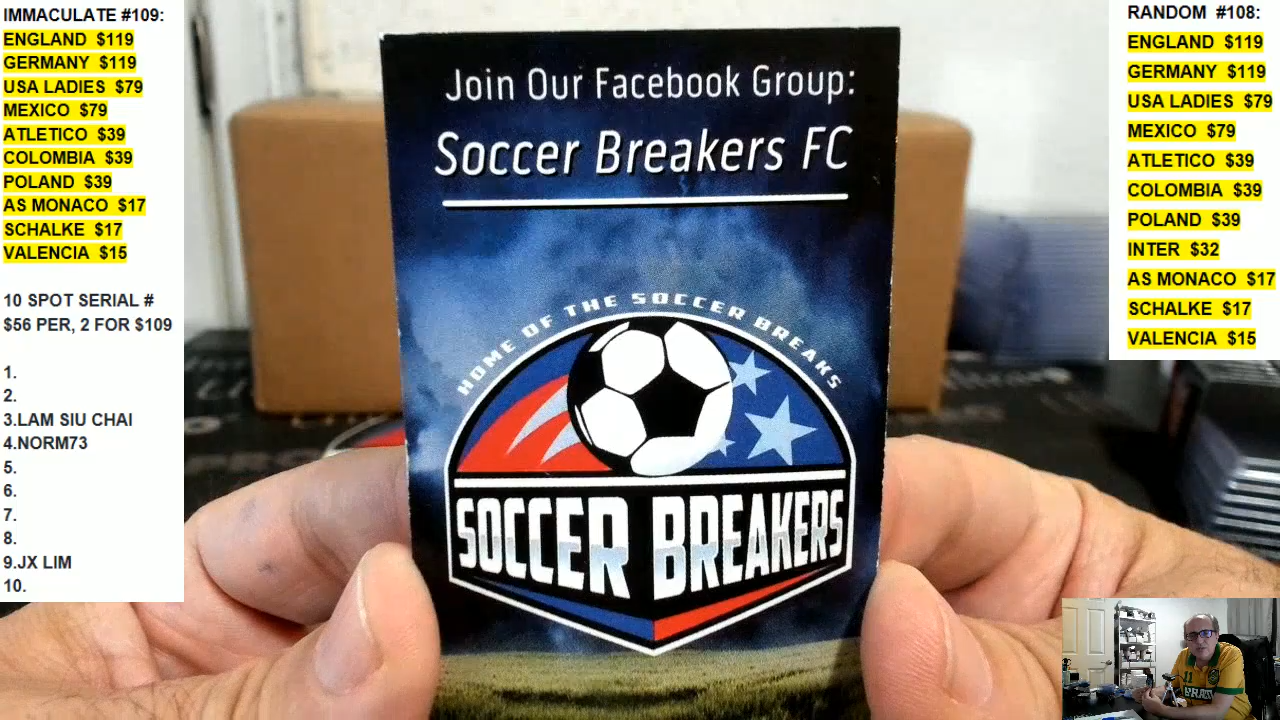 IMMACULATE #109:
ENGLAND $119
GERMANY $119
USA LADIES $79
MEXICO $79
ATLETICO $39
COLOMBIA $39
POLAND $39
AS MONACO $17
SCHALKE $17
VALENCIA $15
10 SPOT SERIAL #
$56 PER, 2 FOR $109
1.
2.
3.LAM SIU CHAI
4.NORM73
5.
6.
7.
8.
9.JX LIM
10.
Join Our Facebook Group:
Soccer Breakers FC
HOME OF THE SOCCER BREAKS
SOCCER BREAKERS
RANDOM #108:
ENGLAND $119
GERMANY $119
USA LADIES $79
MEXICO $79
ATLETICO $39
COLOMBIA $39
POLAND $39
INTER $32
AS MONACO $17
SCHALKE $17
VALENCIA $15